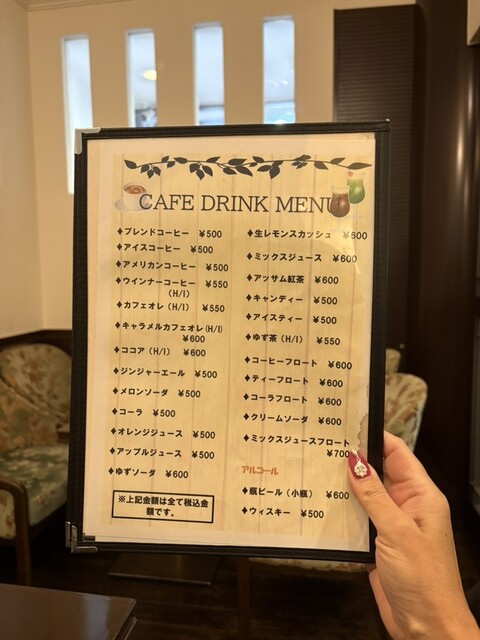 CAFE DRINK MENU
♦ブレンドコーヒー ¥500
♦アイスコーヒー ¥500
♦アメリカンコーヒー ¥500
♦ウインナーコーヒー ¥550
(H/I)
♦カフェオレ(H/I) ¥550
♦キャラメルカフェオレ(H/I)
¥600
♦ココア(H/I) ¥600
♦ジンジャーエール ¥500
♦メロンソーダ ¥500
♦コーラ ¥500
♦オレンジジュース ¥500
♦アップルジュース ¥500
♦ゆずソーダ ¥600
※上記金額は全て税込金
額です。
♦生レモンスカッシュ ¥600
♦ミックスジュース ¥600
♦アッサム紅茶 ¥600
♦キャンディー ¥500
♦アイスティー ¥500
♦ゆず茶(H/I) ¥550
♦コーヒーフロート ¥600
♦ティーフロート ¥600
♦コーラフロート ¥600
♦クリームソーダ ¥600
♦ミックスジュースフロート
¥700
アルコール
♦瓶ビール(小瓶) ¥600
♦ウィスキー ¥500